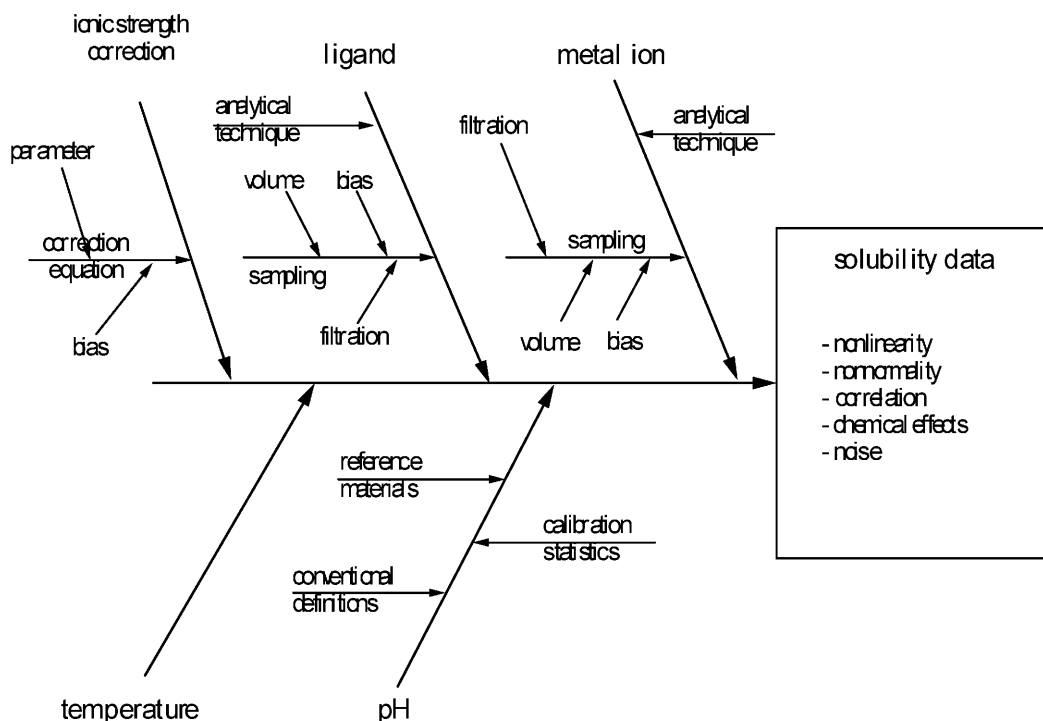 ionic strength
correction
ligand
metal ion
analytical
technique
filtration
analytical
technique
parameter
volume
bias
correction
equation
sampling
sampling
bias
filtration
volume
bias
solubility data
- nonlinearity
- nonnormality
- correlation
- chemical effects
- noise
reference
materials
calibration
statistics
conventional
definitions
temperature
pH